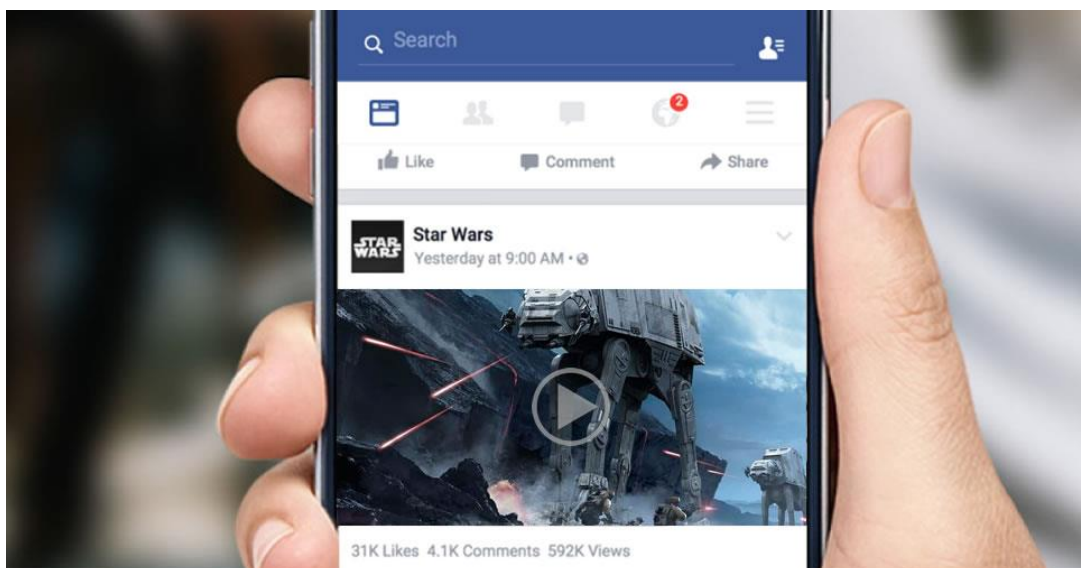 Search
2
Like Comment Share
STAR WARS
Star Wars
Yesterday at 9:00 AM
31K Likes 4.1K Comments 592K Views